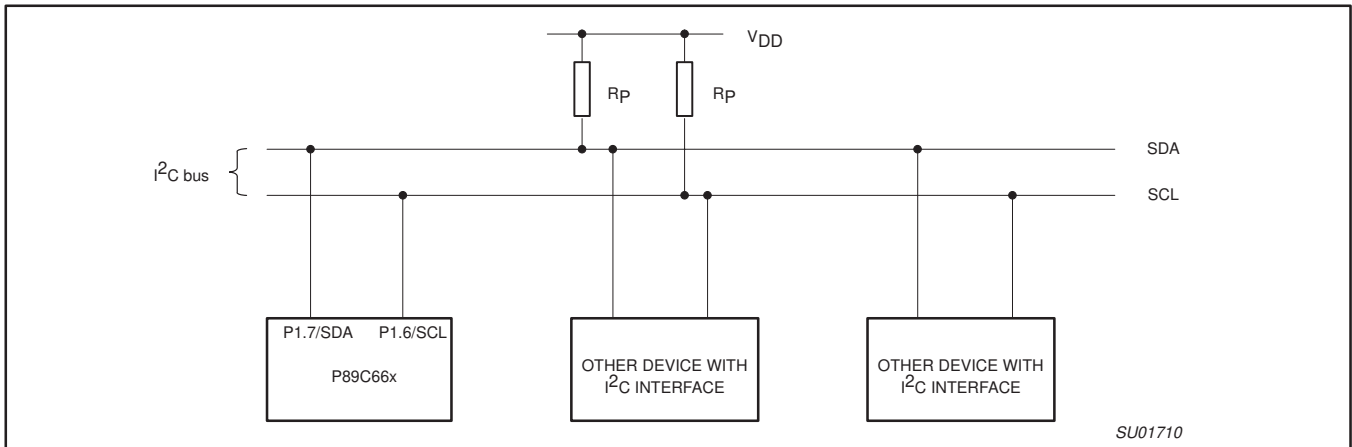 VDD
RP RP
SDA
I2C bus
SCL
P1.7/SDA P1.6/SCL
P89C66x
OTHER DEVICE WITH
I2C INTERFACE
OTHER DEVICE WITH
I2C INTERFACE
SU01710